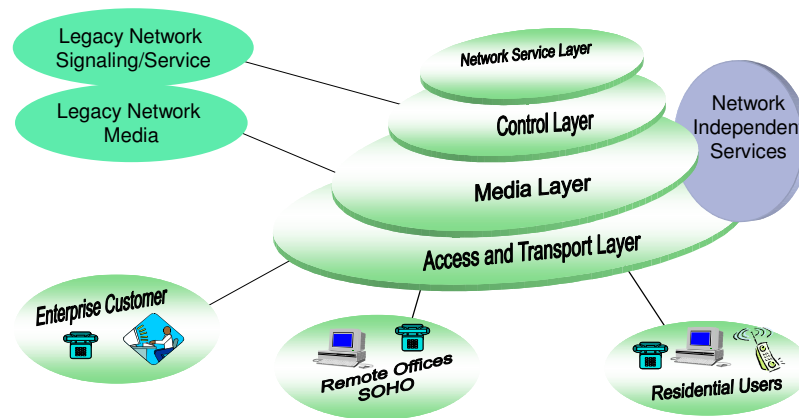 Legacy Network
Signaling/Service
Legacy Network
Media
Network Service Layer
Control Layer
Media Layer
Access and Transport Layer
Network
Independen
Services
Enterprise Customer
Remote Offices
SOHO
Residential Users